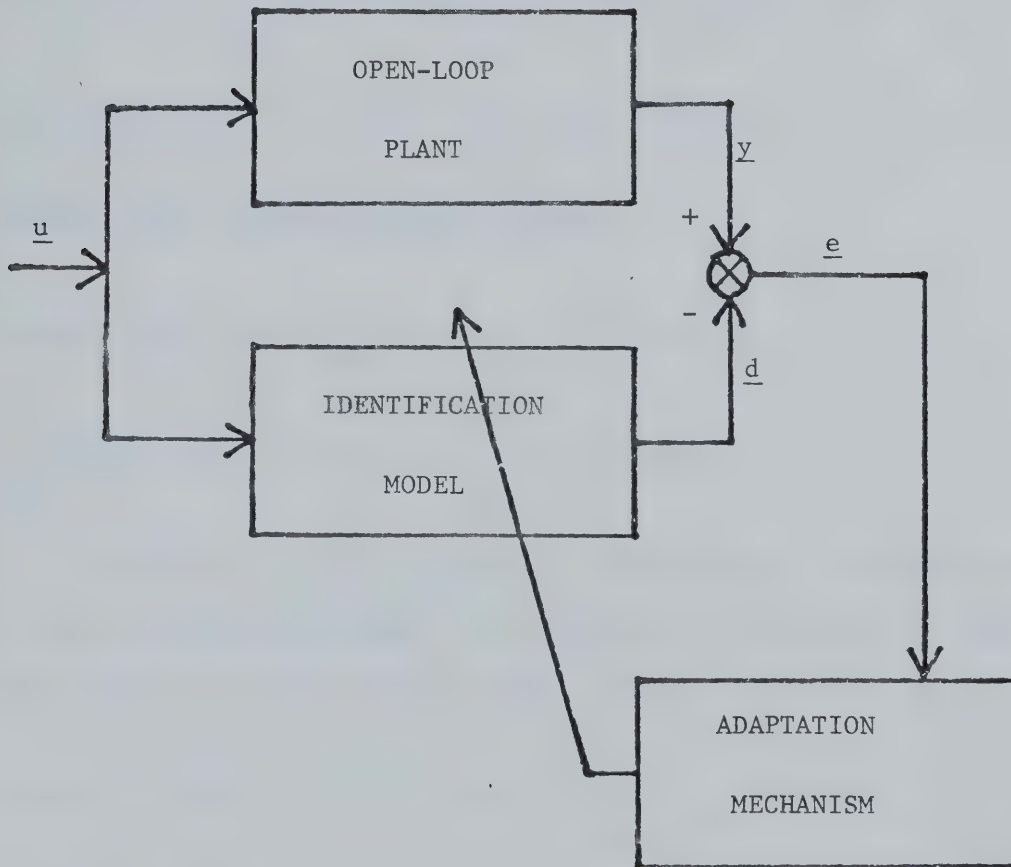 OPEN-LOOP
PLANT
y
+
u
e
-
d
IDENTIFICATION
MODEL
ADAPTATION
MECHANISM